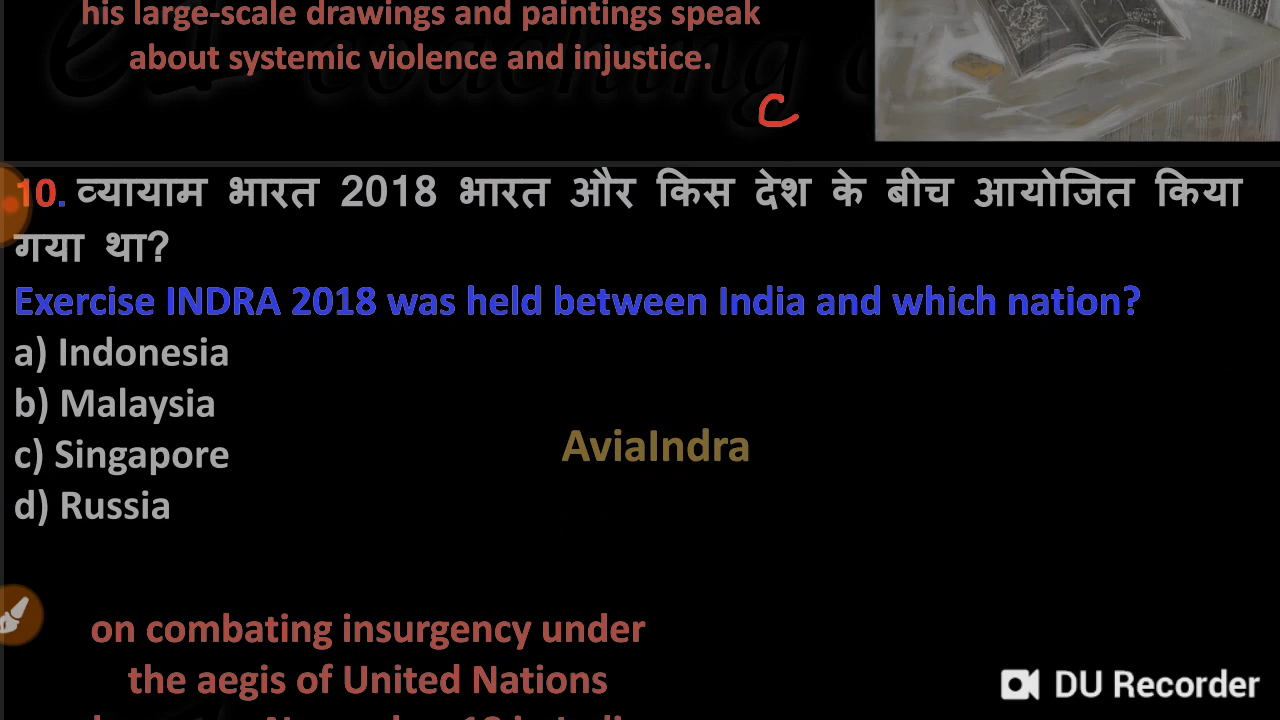 his large-scale drawings and paintings speak
about systemic violence and injustice.
c
10. व्यायाम भारत 2018 भारत और किस देश के बीच आयोजित किया
गया था?
Exercise INDRA 2018 was held between India and which nation?
a) Indonesia
b) Malaysia
c) Singapore
d) Russia
AviaIndra
on combating insurgency under
the aegis of United Nations
DU Recorder